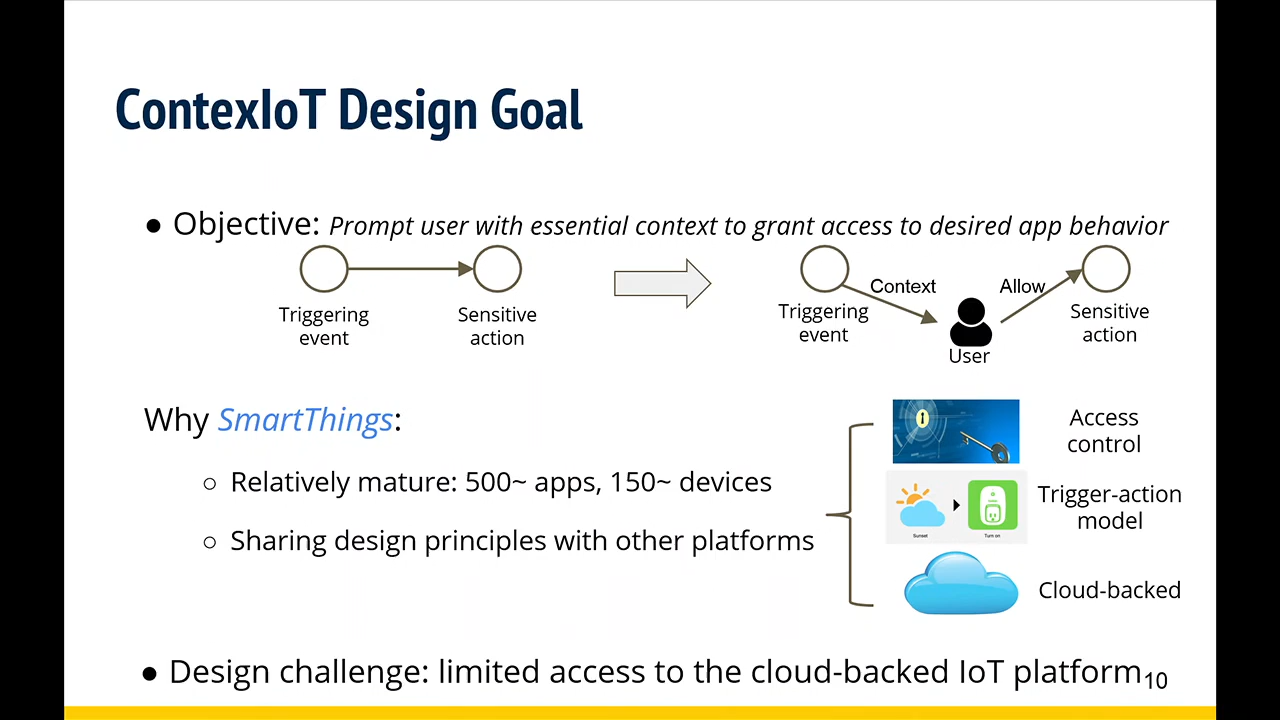 ContexIoT Design Goal
● Objective: Prompt user with essential context to grant access to desired app behavior
Triggering
event
Sensitive
action
Triggering
event
Context
User
Allow
Sensitive
action
Why SmartThings:
○ Relatively mature: 500~ apps, 150~ devices
○ Sharing design principles with other platforms
Access
control
Sunset
Turn on
Trigger-action
model
Cloud-backed
● Design challenge: limited access to the cloud-backed IoT platform
10